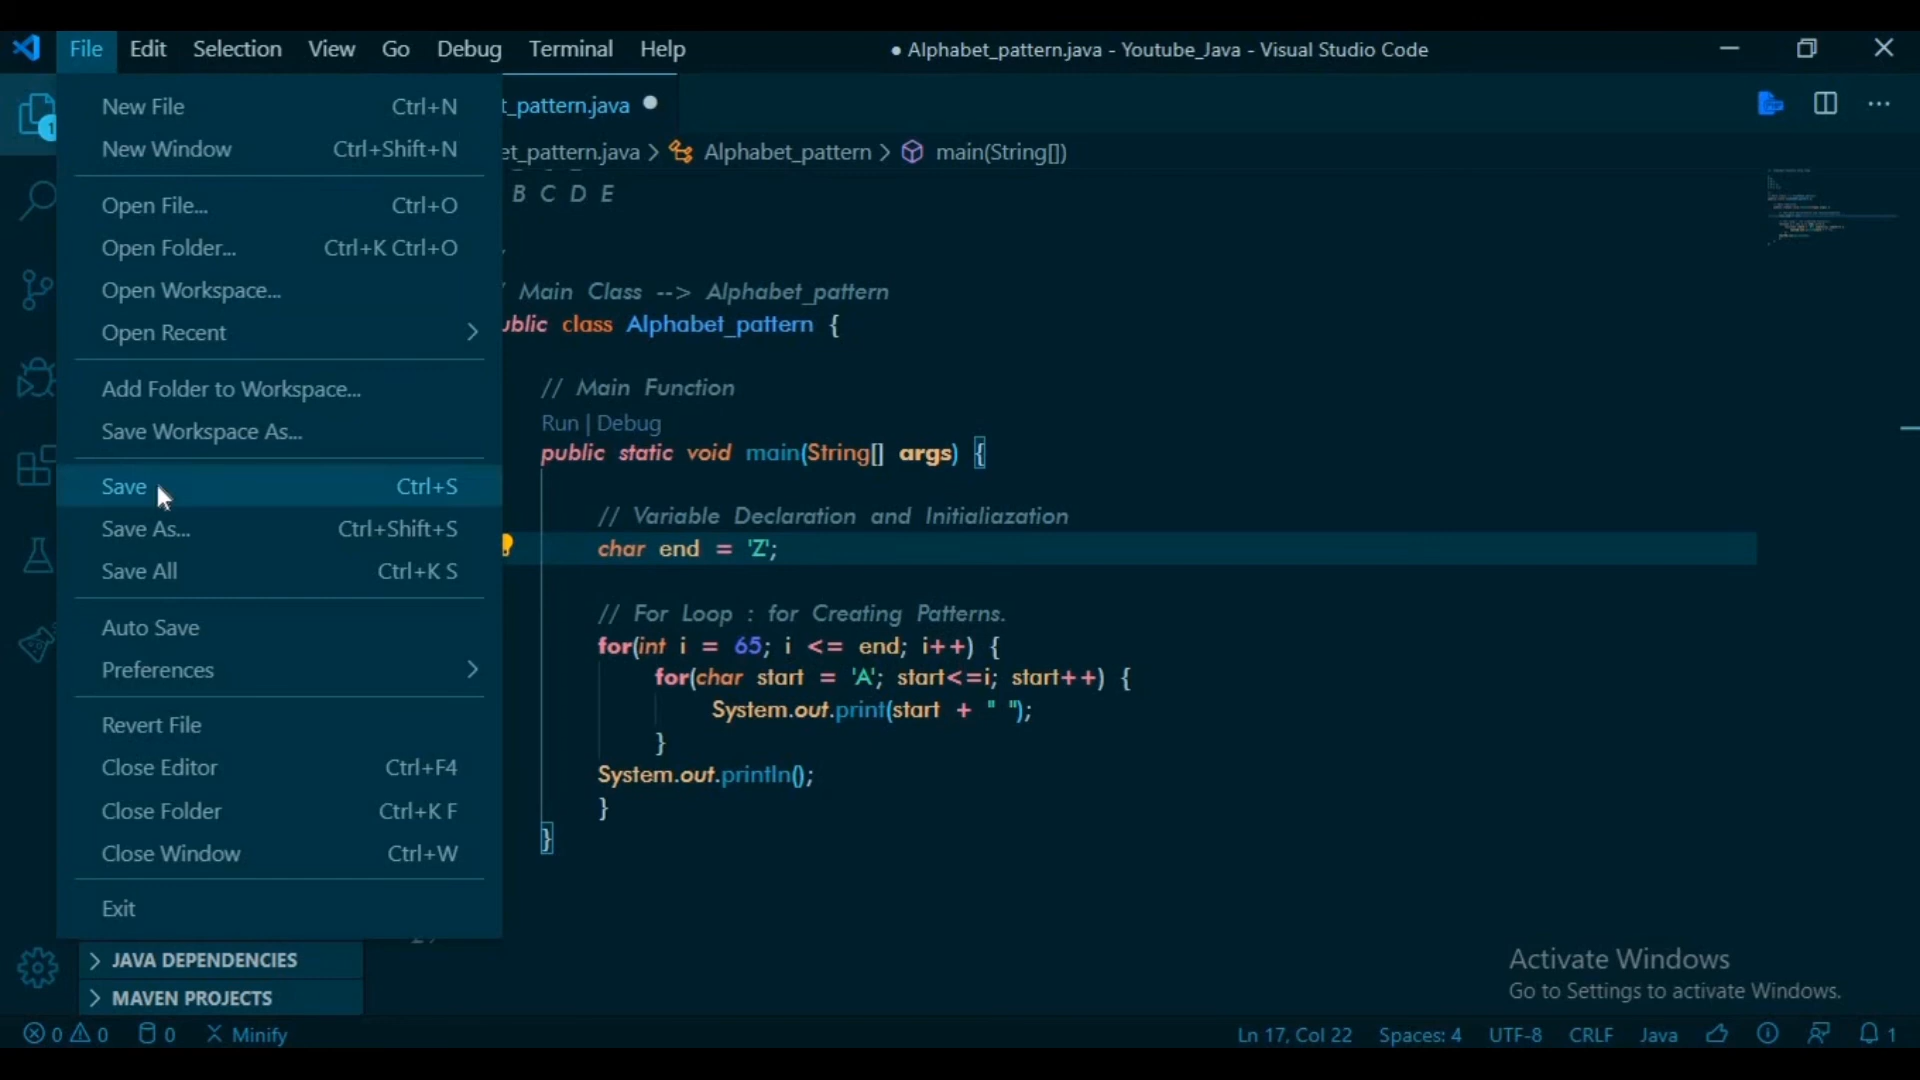 File Edit Selection View Go Debug Terminal Help
● Alphabet_pattern.java - Youtube_Java - Visual Studio Code
New File Ctrl+N
New Window Ctrl+Shift+N
Open File... Ctrl+O
Open Folder... Ctrl+K Ctrl+O
Open Workspace...
Open Recent
Add Folder to Workspace...
Save Workspace As...
Save Ctrl+S
Save As... Ctrl+Shift+S
Save All Ctrl+K S
Auto Save
Preferences
Revert File
Close Editor Ctrl+F4
Close Folder Ctrl+K F
Close Window Ctrl+W
Exit
JAVA DEPENDENCIES
MAVEN PROJECTS
1
t_pattern.java
et_pattern.java > Alphabet_pattern > main(String[])
B C D E
/ Main Class --> Alphabet_pattern
ublic class Alphabet_pattern {
// Main Function
Run | Debug
public static void main(String[] args) {
// Variable Declaration and Initialiazation
char end = 'Z';
// For Loop : for Creating Patterns.
for(int i = 65; i <= end; i++) {
for(char start = 'A'; start<=i; start++) {
System.out.print(start + " ");
}
System.out.println();
}
}
Activate Windows
Go to Settings to activate Windows.
0 0 0 Minify
Ln 17, Col 22 Spaces: 4 UTF-8 CRLF Java 1